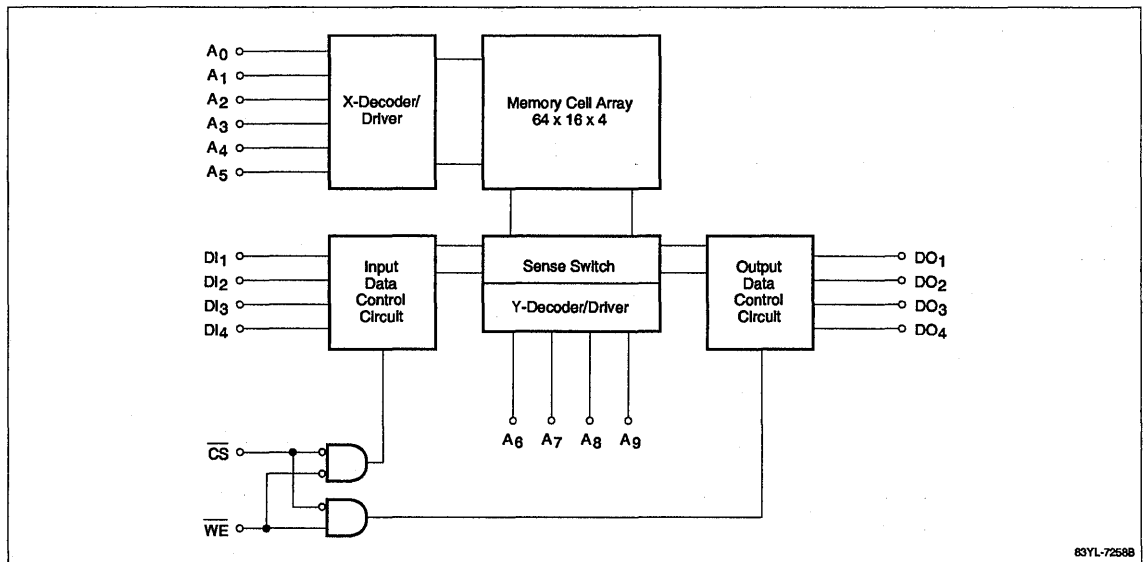 A0
A1
A2
A3
A4
A5
X-Decoder/
Driver
Memory Cell Array
64 x 16 x 4
DI1
DI2
DI3
DI4
Input
Data
Control
Circuit
Sense Switch
Y-Decoder/Driver
Output
Data
Control
Circuit
DO1
DO2
DO3
DO4
A6 A7 A8 A9
C̅S̅
W̅E̅
83YL-7258B